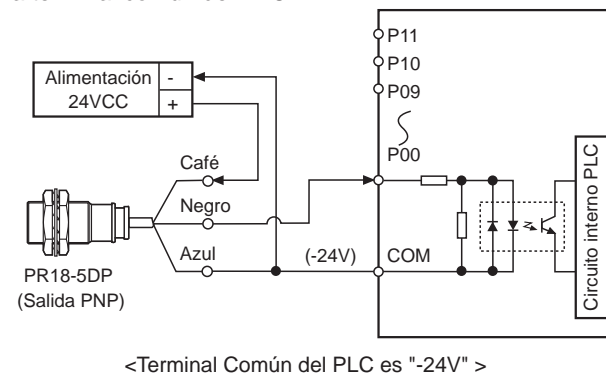 P11
P10
P09
P00
Alimentación
24VCC
-
+
Café
Negro
Azul
(-24V)
COM
PR18-5DP
(Salida PNP)
Circuito interno PLC
<Terminal Común del PLC es "-24V" >